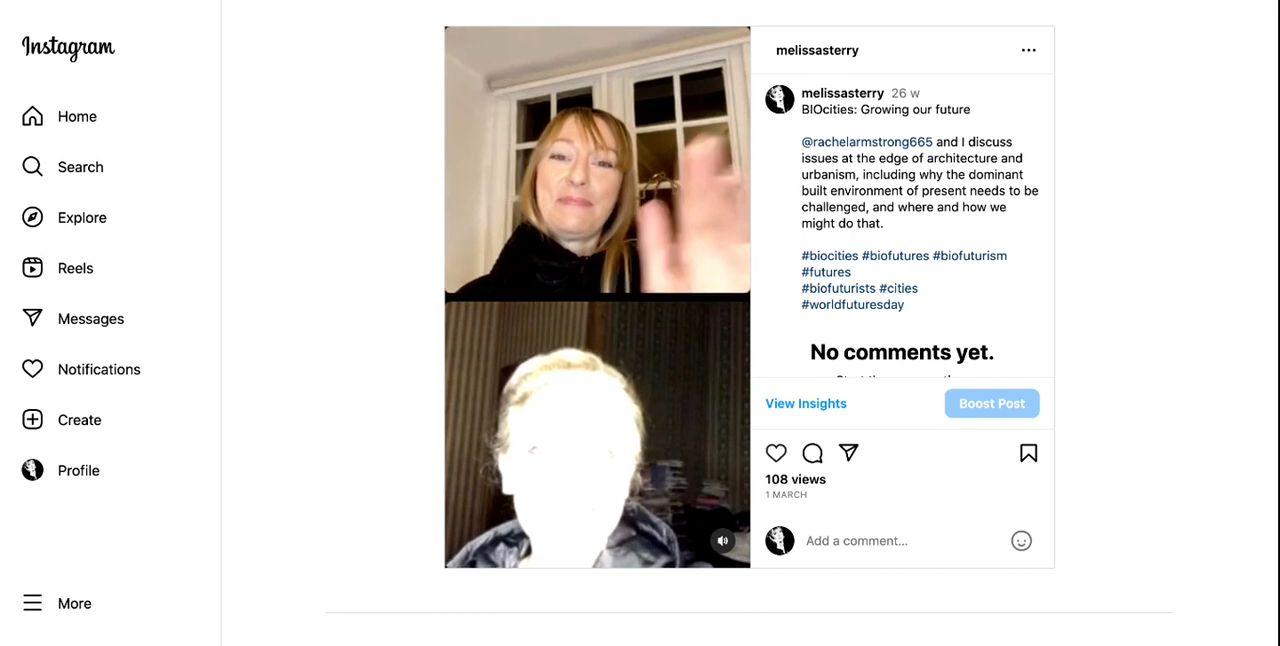 Instagram
Home
Search
Explore
Reels
Messages
Notifications
Create
Profile
More
melissasterry
melissasterry 26 w
BIOcities: Growing our future
@rachelarmstrong665 and I discuss
issues at the edge of architecture and
urbanism, including why the dominant
built environment of present needs to be
challenged, and where and how we
might do that.
#biocities #biofutures #biofuturism
#futures
#biofuturists #cities
#worldfuturesday
No comments yet.
View Insights
Boost Post
108 views
1 MARCH
Add a comment...